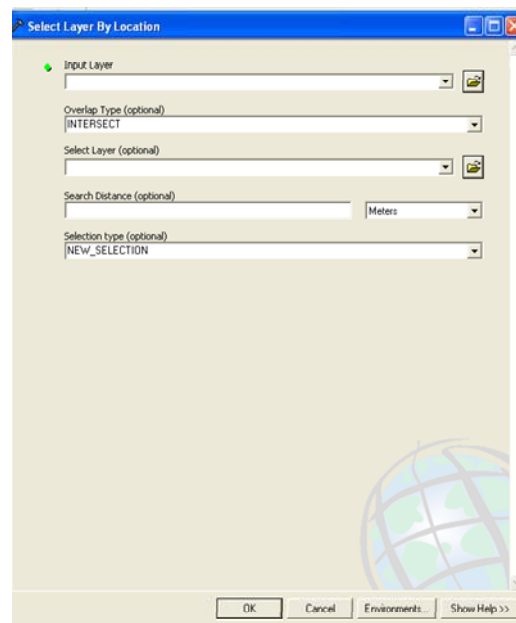 Select Layer By Location
Input Layer
Overlap Type (optional)
INTERSECT
Select Layer (optional)
Search Distance (optional)
Meters
Selection type (optional)
NEW_SELECTION
OK Cancel Environments... Show Help >>